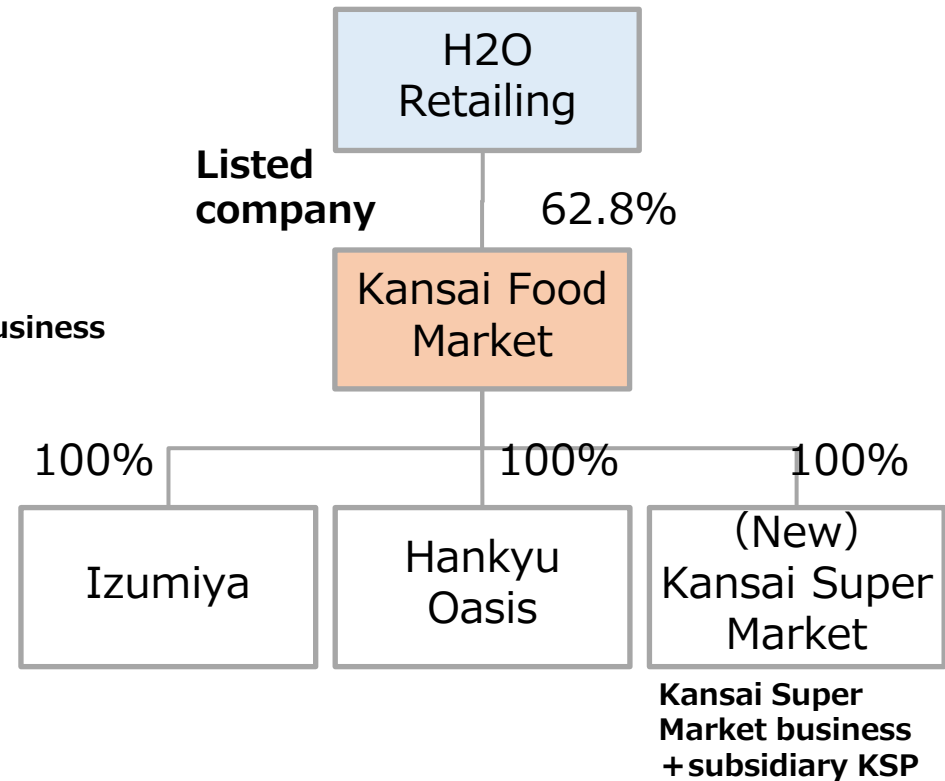 H2O
Retailing
Listed
company
62.8%
Kansai Food
Market
usiness
100%
100%
100%
Izumiya
Hankyu
Oasis
(New)
Kansai Super
Market
Kansai Super
Market business
+subsidiary KSP